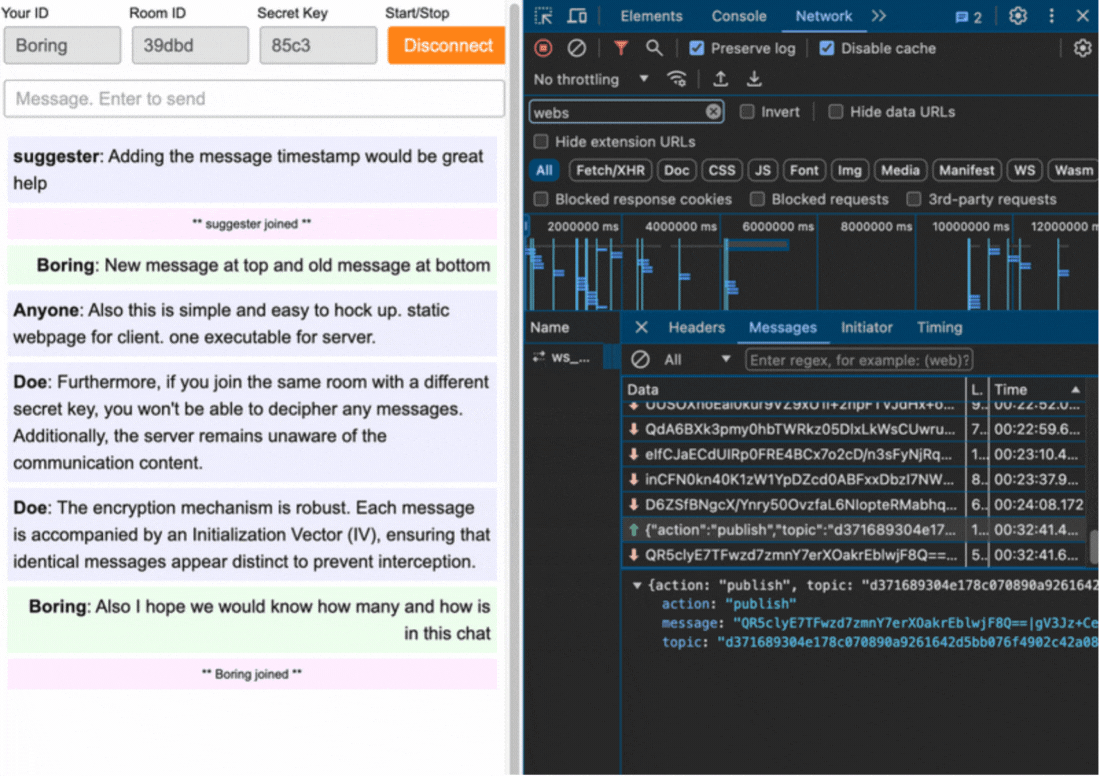 Your ID Room ID Secret Key Start/Stop
Boring 39dbd 85c3 Disconnect
Message. Enter to send
suggester: Adding the message timestamp would be great
help
** suggester joined **
Boring: New message at top and old message at bottom
Anyone: Also this is simple and easy to hock up. static
webpage for client. one executable for server.
Doe: Furthermore, if you join the same room with a different
secret key, you won't be able to decipher any messages.
Additionally, the server remains unaware of the
communication content.
Doe: The encryption mechanism is robust. Each message
is accompanied by an Initialization Vector (IV), ensuring that
identical messages appear distinct to prevent interception.
Boring: Also I hope we would know how many and how is
in this chat
** Boring joined **
Elements Console Network 2
Preserve log Disable cache
No throttling
webs Invert Hide data URLs
Hide extension URLs
All Fetch/XHR Doc CSS JS Font Img Media Manifest WS Wasm
Blocked response cookies Blocked requests 3rd-party requests
2000000 ms 4000000 ms 6000000 ms 8000000 ms 10000000 ms 12000000 m
Name Headers Messages Initiator Timing
ws_... All Enter regex, for example: (web)?
Data L. Time
9.. 00:22:52.0...
QdA6BXk3pmy0hbTWRkz05DlxLkWsCUwru... 7.. 00:22:59.6...
elfCJaECdUIRp0FRE4BCx7o2cD/n3sFyNjRq... 1.. 00:23:10.4...
inCFN0kn40K1zW1YpDZcd0ABFxxDbzI7NW... 8.. 00:23:37.9...
D6ZSfBNgcX/Ynry50OvzfaL6NlopteRMabhq... 6.. 00:24:08.172
{"action":"publish","topic":"d371689304e17... 1.. 00:32:41.4...
QR5clyE7TFwzd7zmnY7erXOakrEblwjF8Q==... 5.. 00:32:41.6...
{action: "publish", topic: "d371689304e178c070890a9261642
action: "publish"
message: "QR5clyE7TFwzd7zmnY7erXOakrEblwjF8Q==|gV3Jz+Ce
topic: "d371689304e178c070890a9261642d5bb076f4902c42a08